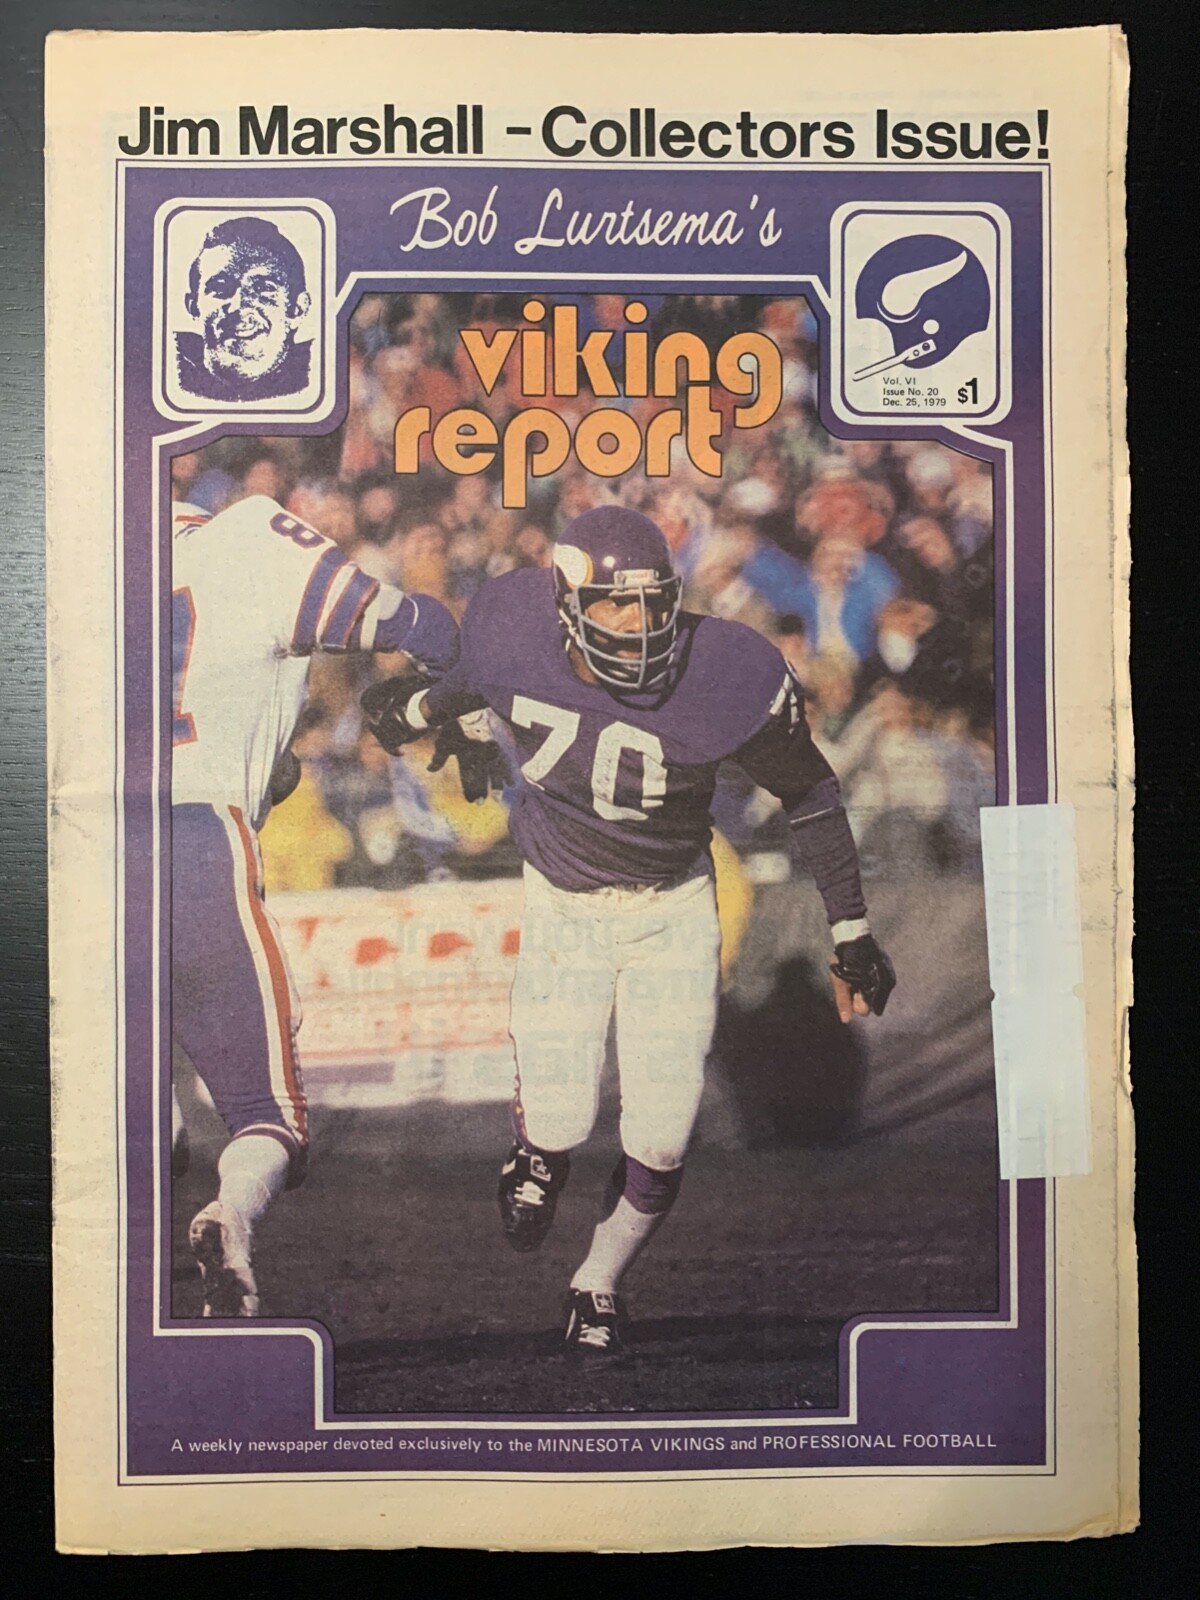 Jim Marshall - Collectors Issue!
Bob Lurtsema's
viking
report
Vol. VI
Issue No. 20
Dec. 25, 1979
$1
8
70
A weekly newspaper devoted exclusively to the MINNESOTA VIKINGS and PROFESSIONAL FOOTBALL